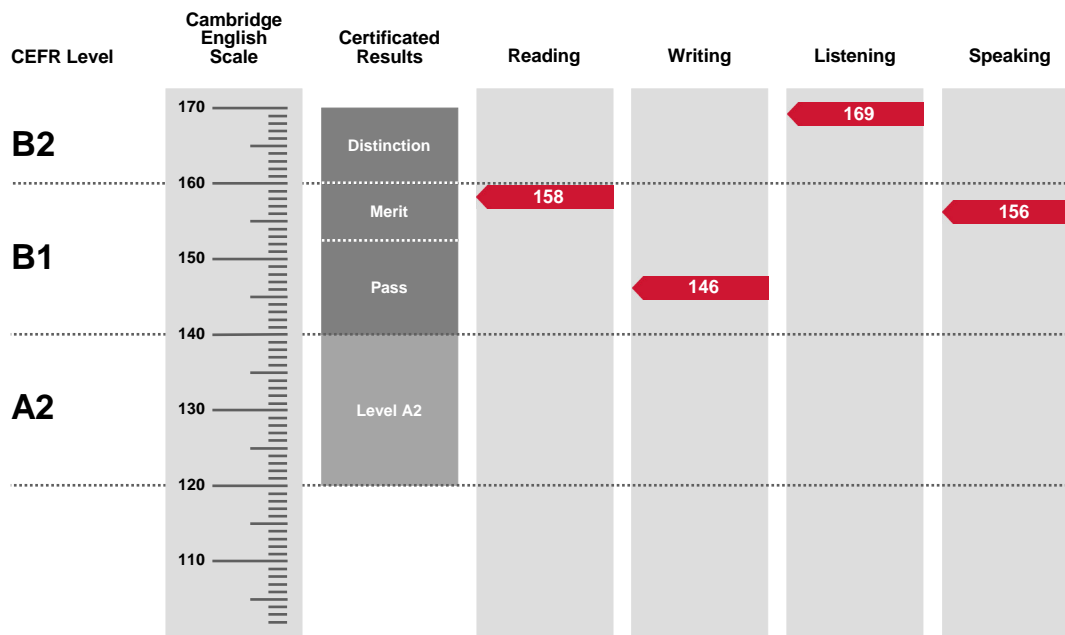 CEFR Level
Cambridge
English
Scale
Certificated
Results
Reading
Writing
Listening
Speaking
170
169
B2
Distinction
160
158
Merit
156
B1
150
Pass
146
140
A2
130
Level A2
120
110